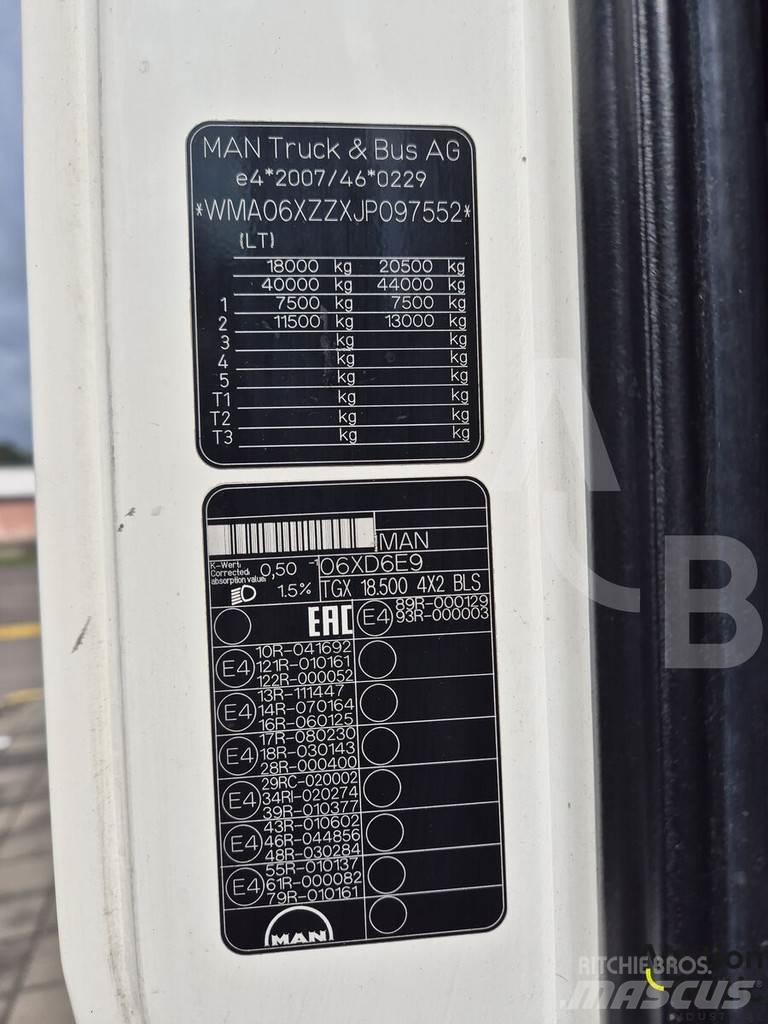 MAN Truck & Bus AG
e4*2007/46*0229
*WMA06XZZXJP097552*
(LT)
18000 kg 20500 kg
40000 kg 44000 kg
1 7500 kg 7500 kg
2 11500 kg 13000 kg
3 kg kg
4 kg kg
5 kg kg
T1 kg kg
T2 kg kg
T3 kg kg
MAN
K-Wert:
Corrected
absorption value:
0,50
-1
1.5%
06XD6E9
TGX 18.500 4X2 BLS
EAC
E4
89R-000129
93R-000003
E4
10R-041692
121R-010161
122R-000052
E4
13R-111447
14R-070164
16R-060125
E4
17R-080230
18R-030143
28R-000400
E4
29RC-020002
34RI-020274
39R-010377
E4
43R-010602
46R-044856
48R-030284
E4
55R-010137
61R-000082
79R-010161
MAN
A
B
RITCHIE BROS.
MASCUS